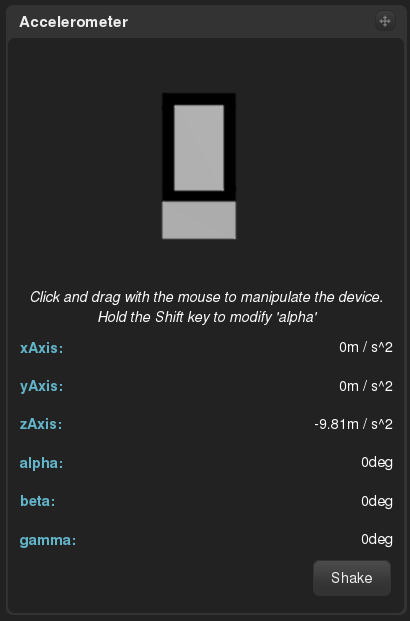 Accelerometer
Click and drag with the mouse to manipulate the device.
Hold the Shift key to modify 'alpha'
xAxis: 0m / s^2
yAxis: 0m / s^2
zAxis: -9.81m / s^2
alpha: 0deg
beta: 0deg
gamma: 0deg
Shake